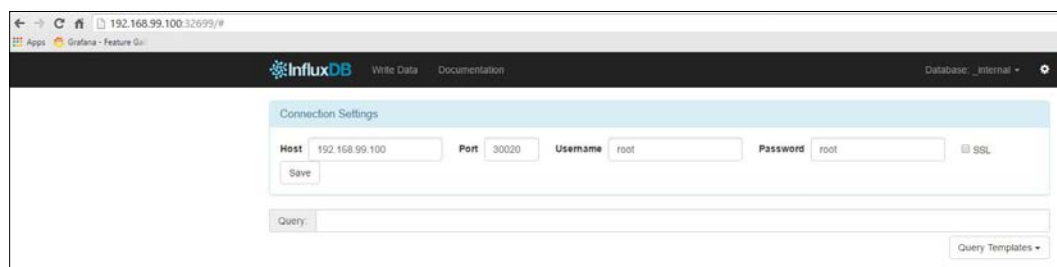 192.168.99.100:32699/#
Apps Grafana - Feature Ga
InfluxDB Write Data Documentation Database: _internal
Connection Settings
Host 192.168.99.100 Port 30020 Username root Password root SSL
Save
Query:
Query Templates